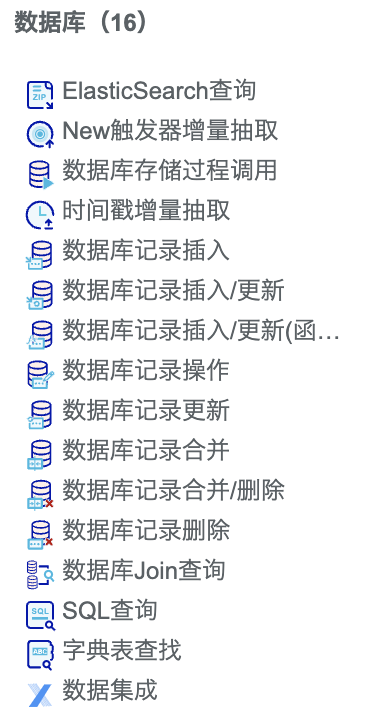 数据库（16）
ZIP ElasticSearch查询
New触发器增量抽取
数据库存储过程调用
时间戳增量抽取
数据库记录插入
数据库记录插入/更新
数据库记录插入/更新(函…
数据库记录操作
数据库记录更新
数据库记录合并
数据库记录合并/删除
数据库记录删除
数据库Join查询
SQL SQL查询
ABC 字典表查找
数据集成